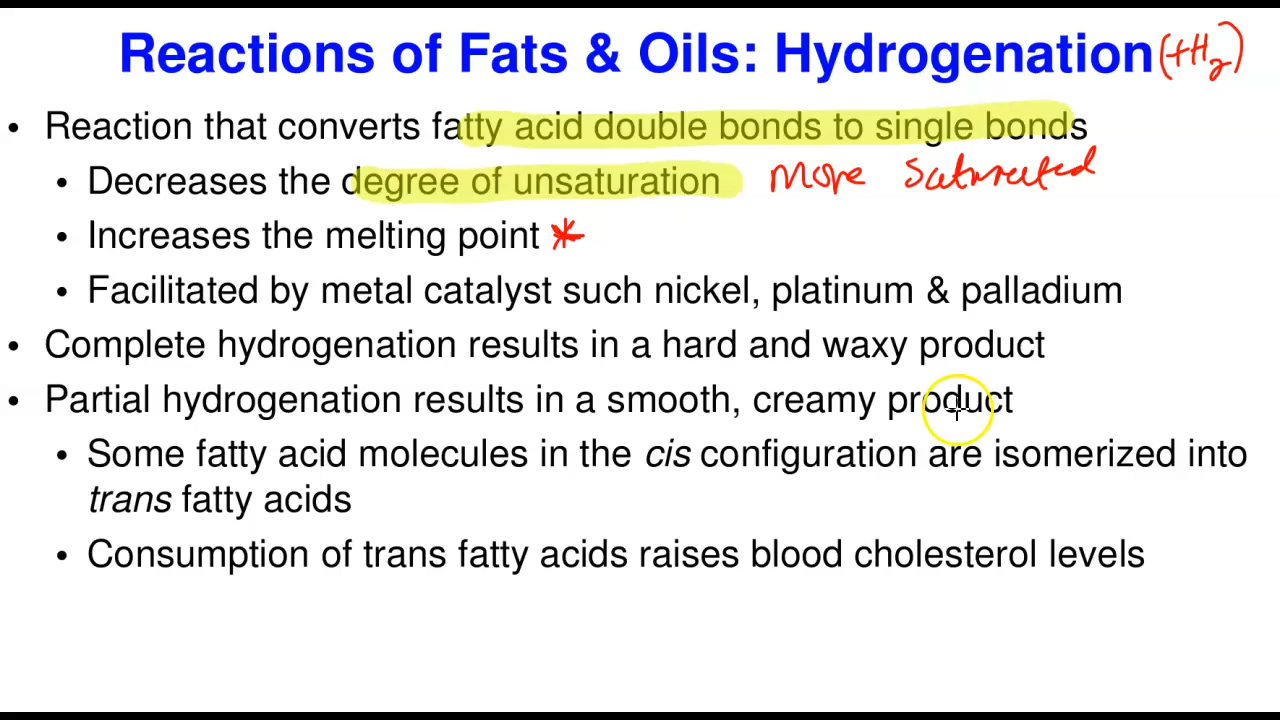 Reactions of Fats & Oils: Hydrogenation (+H₂)
• Reaction that converts fatty acid double bonds to single bonds
• Decreases the degree of unsaturation More Saturated
• Increases the melting point *
• Facilitated by metal catalyst such nickel, platinum & palladium
• Complete hydrogenation results in a hard and waxy product
• Partial hydrogenation results in a smooth, creamy product
• Some fatty acid molecules in the cis configuration are isomerized into
trans fatty acids
• Consumption of trans fatty acids raises blood cholesterol levels